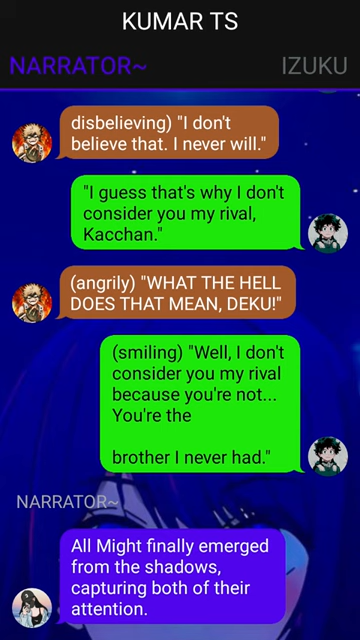 KUMAR TS
NARRATOR~ IZUKU
disbelieving) "I don't
believe that. I never will."
"I guess that's why I don't
consider you my rival,
Kacchan."
(angrily) "WHAT THE HELL
DOES THAT MEAN, DEKU!"
(smiling) "Well, I don't
consider you my rival
because you're not...
You're the
brother I never had."
NARRATOR~
All Might finally emerged
from the shadows,
capturing both of their
attention.